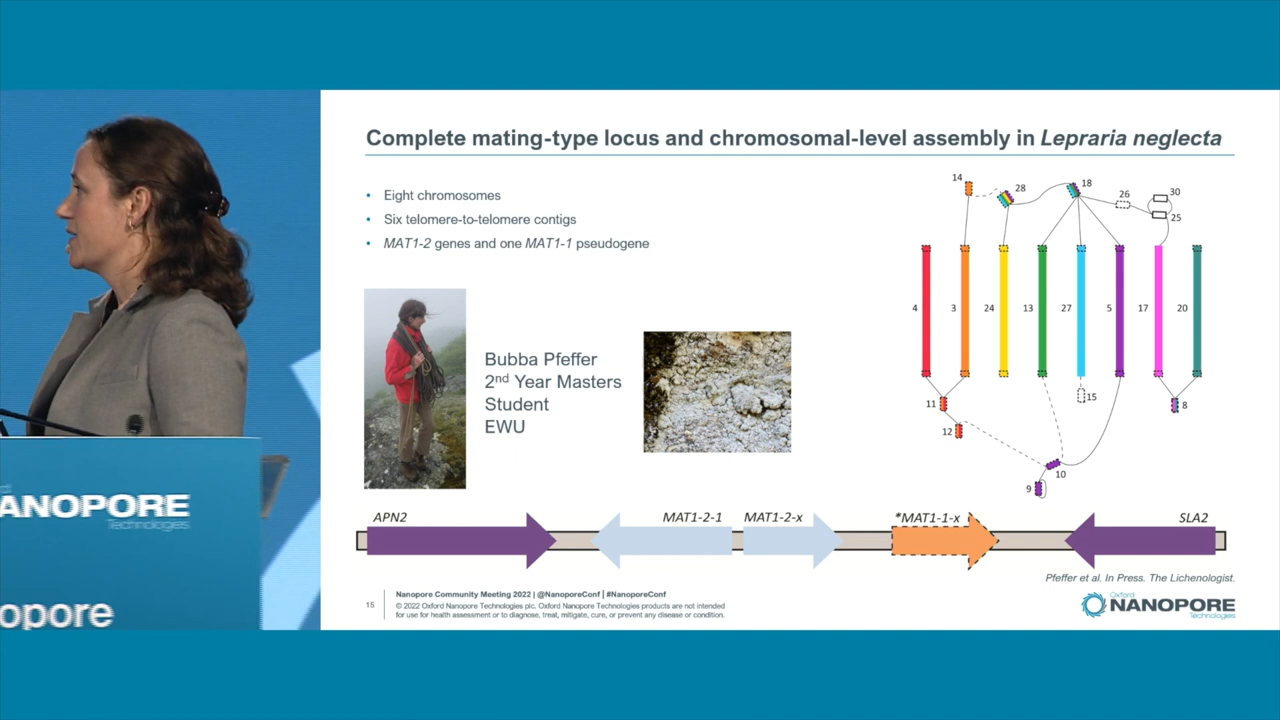 Complete mating-type locus and chromosomal-level assembly in Lepraria neglecta
• Eight chromosomes
• Six telomere-to-telomere contigs
• MAT1-2 genes and one MAT1-1 pseudogene
Bubba Pfeffer
2nd Year Masters
Student
EWU
14
28
18
26
30
25
4
3
24
13
27
5
17
20
11
15
8
12
10
9
APN2
MAT1-2-1
MAT1-2-x
*MAT1-1-x
SLA2
Pfeffer et al. In Press. The Lichenologist.
15
Nanopore Community Meeting 2022 | @NanoporeConf | #NanoporeConf
© 2022 Oxford Nanopore Technologies plc. Oxford Nanopore Technologies products are not intended
for use for health assessment or to diagnose, treat, mitigate, cure, or prevent any disease or condition.
Oxford
NANOPORE
Technologies
ANOPORE
Technologies
opore